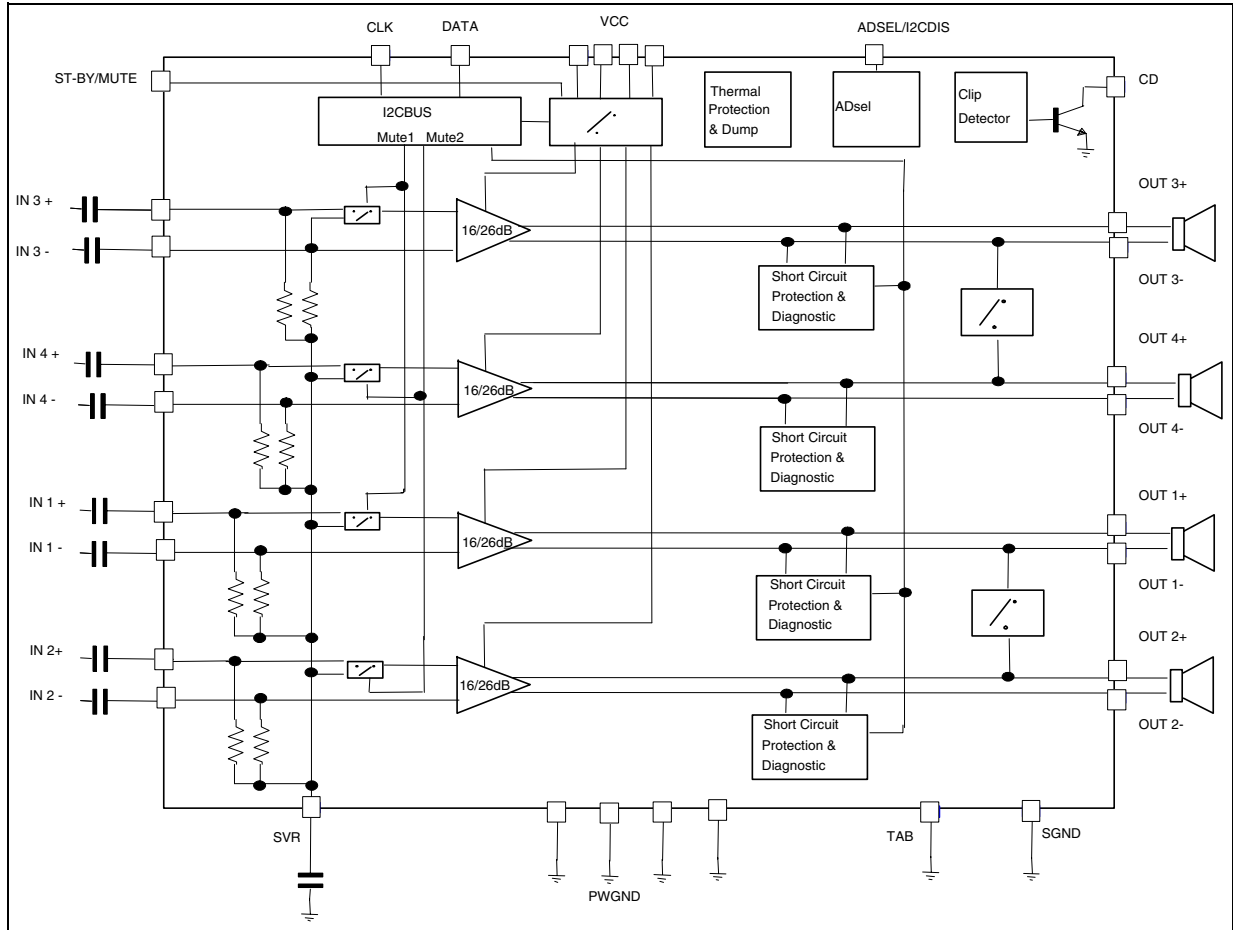 CLK
DATA
VCC
ADSEL/I2CDIS
ST-BY/MUTE
I2CBUS
Mute1 Mute2
Thermal
Protection
& Dump
ADsel
Clip
Detector
CD
IN 3 +
IN 3 -
16/26dB
Short Circuit
Protection &
Diagnostic
OUT 3+
OUT 3-
IN 4 +
IN 4 -
16/26dB
Short Circuit
Protection &
Diagnostic
OUT 4+
OUT 4-
IN 1 +
IN 1 -
16/26dB
Short Circuit
Protection &
Diagnostic
OUT 1+
OUT 1-
IN 2+
IN 2 -
16/26dB
Short Circuit
Protection &
Diagnostic
OUT 2+
OUT 2-
SVR
PWGND
TAB
SGND